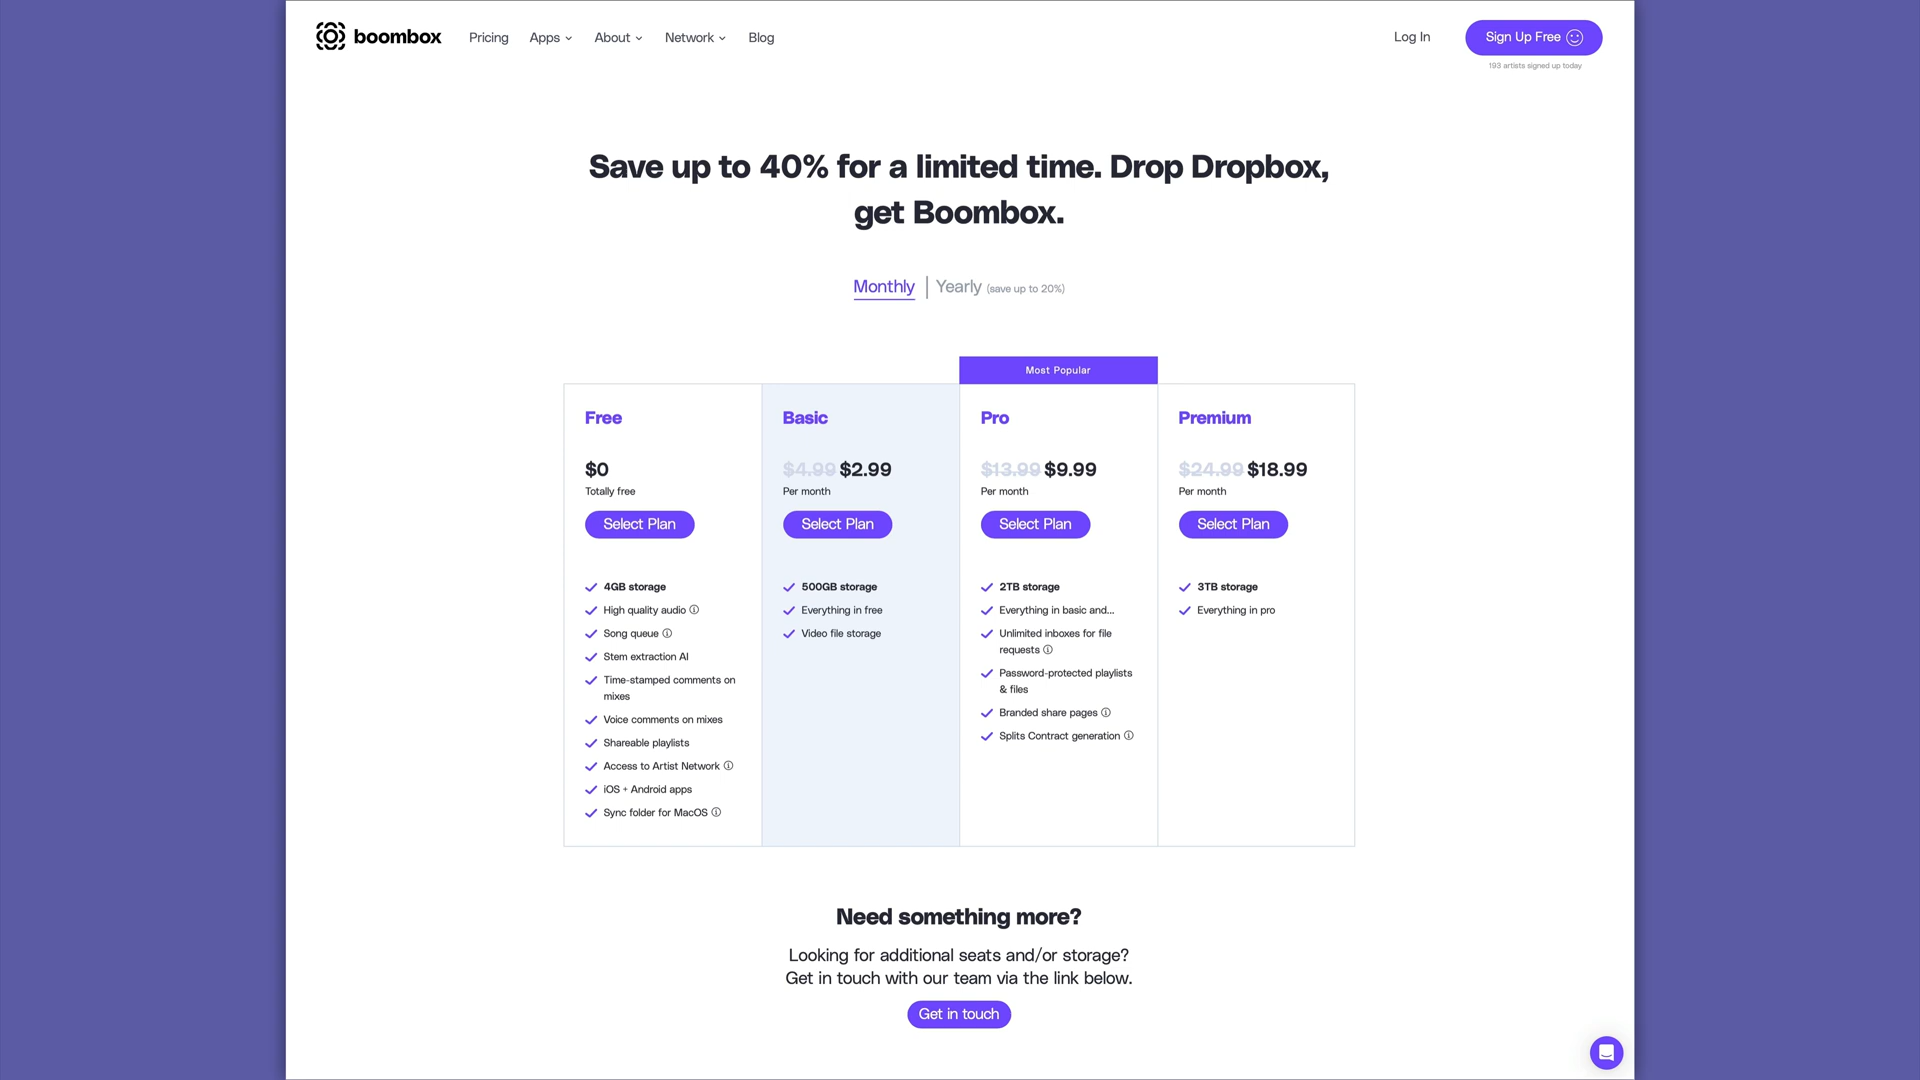 boombox
Pricing
Apps
About
Network
Blog
Log In
Sign Up Free
193 artists signed up today
Save up to 40% for a limited time. Drop Dropbox,
get Boombox.
Monthly
Yearly (save up to 20%)
Most Popular
Free
$0
Totally free
Select Plan
4GB storage
High quality audio
Song queue
Stem extraction AI
Time-stamped comments on
mixes
Voice comments on mixes
Shareable playlists
Access to Artist Network
iOS + Android apps
Sync folder for MacOS
Basic
$4.99 $2.99
Per month
Select Plan
500GB storage
Everything in free
Video file storage
Pro
$13.99 $9.99
Per month
Select Plan
2TB storage
Everything in basic and...
Unlimited inboxes for file
requests
Password-protected playlists
& files
Branded share pages
Splits Contract generation
Premium
$24.99 $18.99
Per month
Select Plan
3TB storage
Everything in pro
Need something more?
Looking for additional seats and/or storage?
Get in touch with our team via the link below.
Get in touch